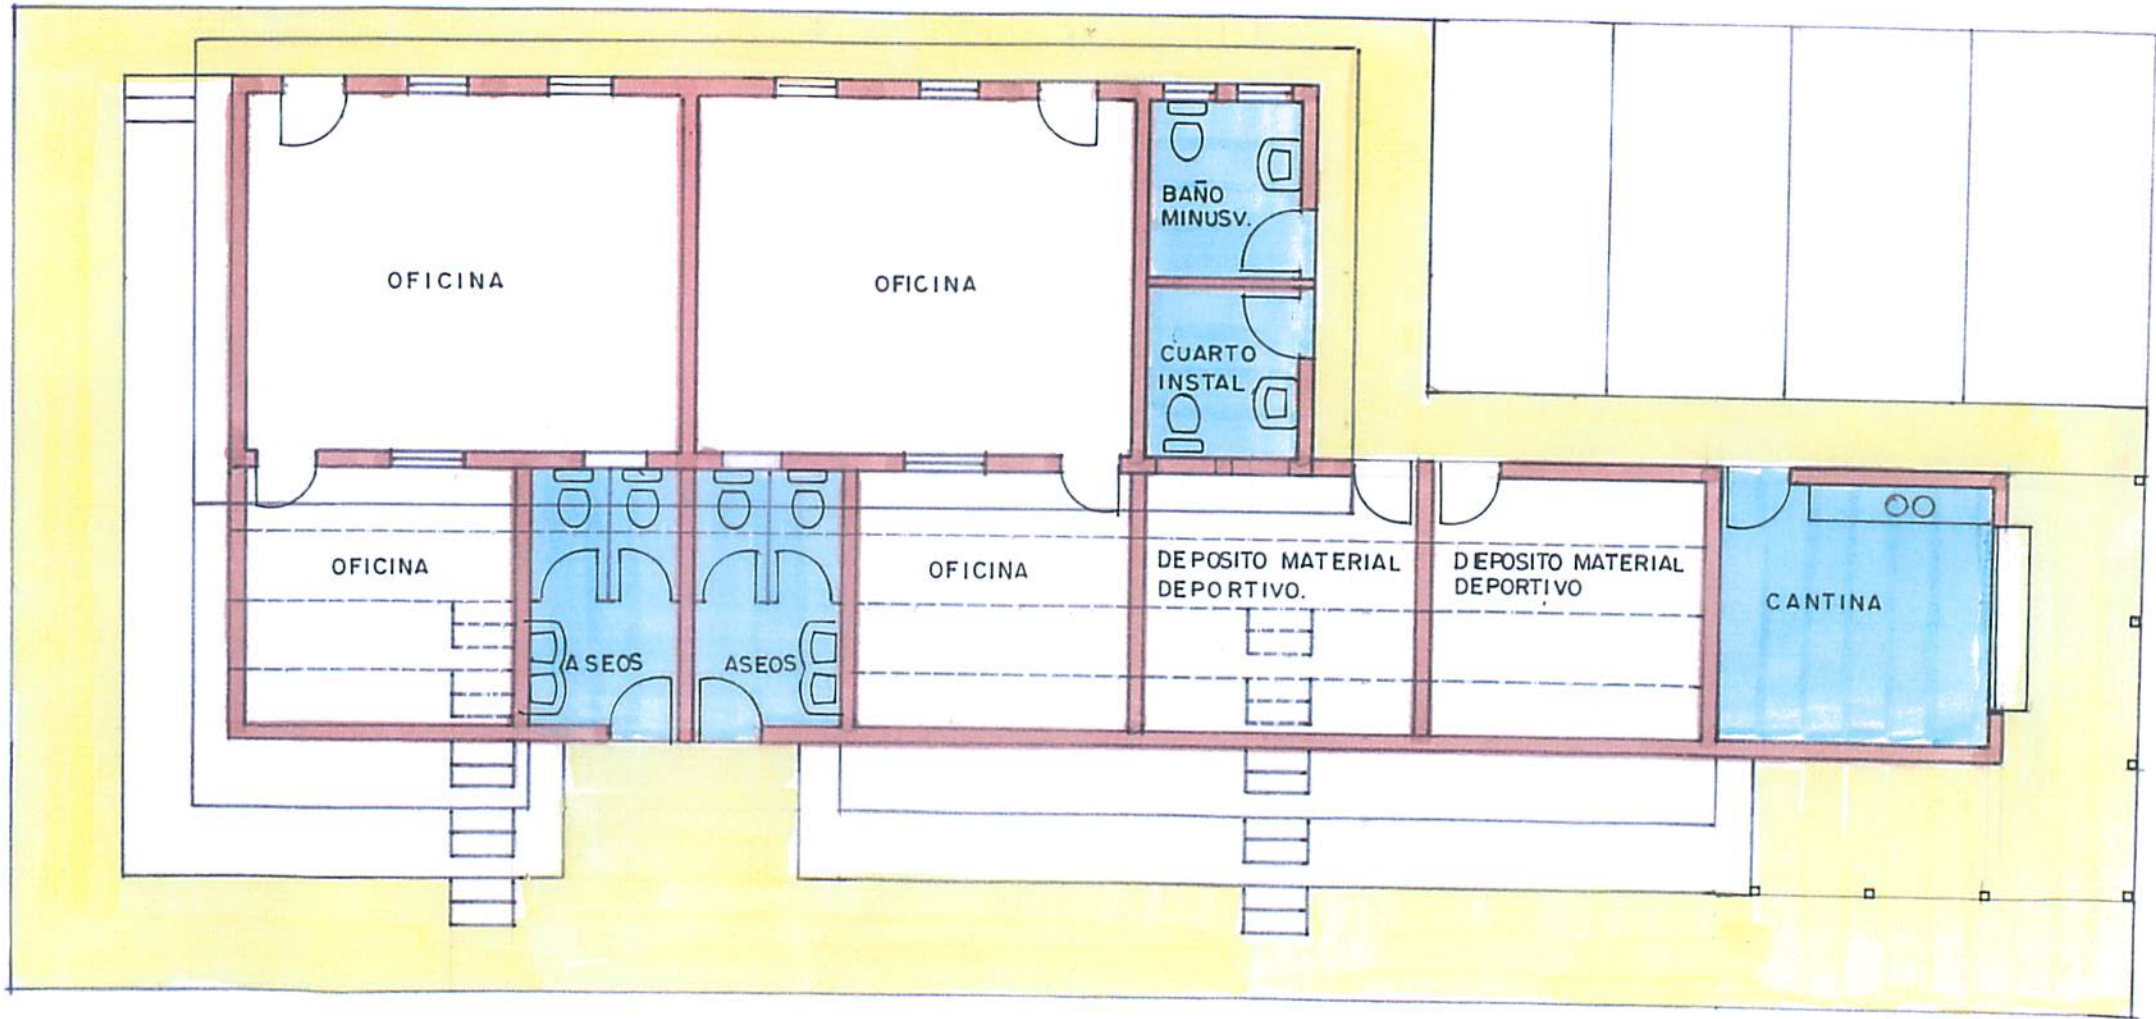 OFICINA
OFICINA
BAÑO
MINUSV.
CUARTO
INSTAL
OFICINA
ASEOS
ASEOS
OFICINA
DEPOSITO MATERIAL
DEPORTIVO.
DEPOSITO MATERIAL
DEPORTIVO
CANTINA